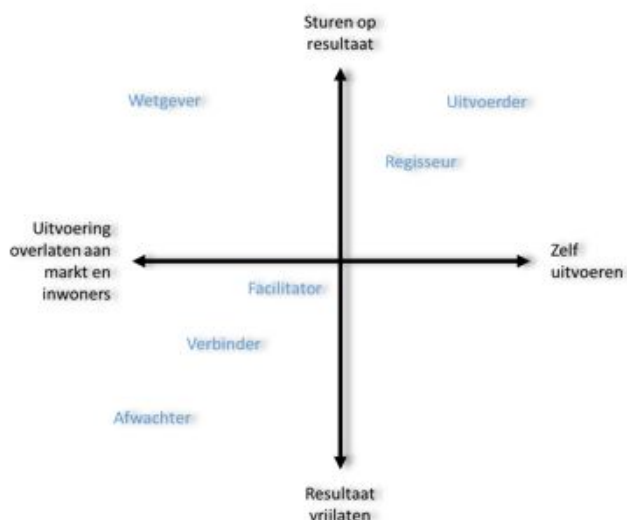 Sturen op
resultaat
Wetgever
Uitvoerder
Regisseur
Uitvoering
overlaten aan
markt en
inwoners
Zelf
uitvoeren
Facilitator
Verbinder
Afwachter
Resultaat
vrijlaten